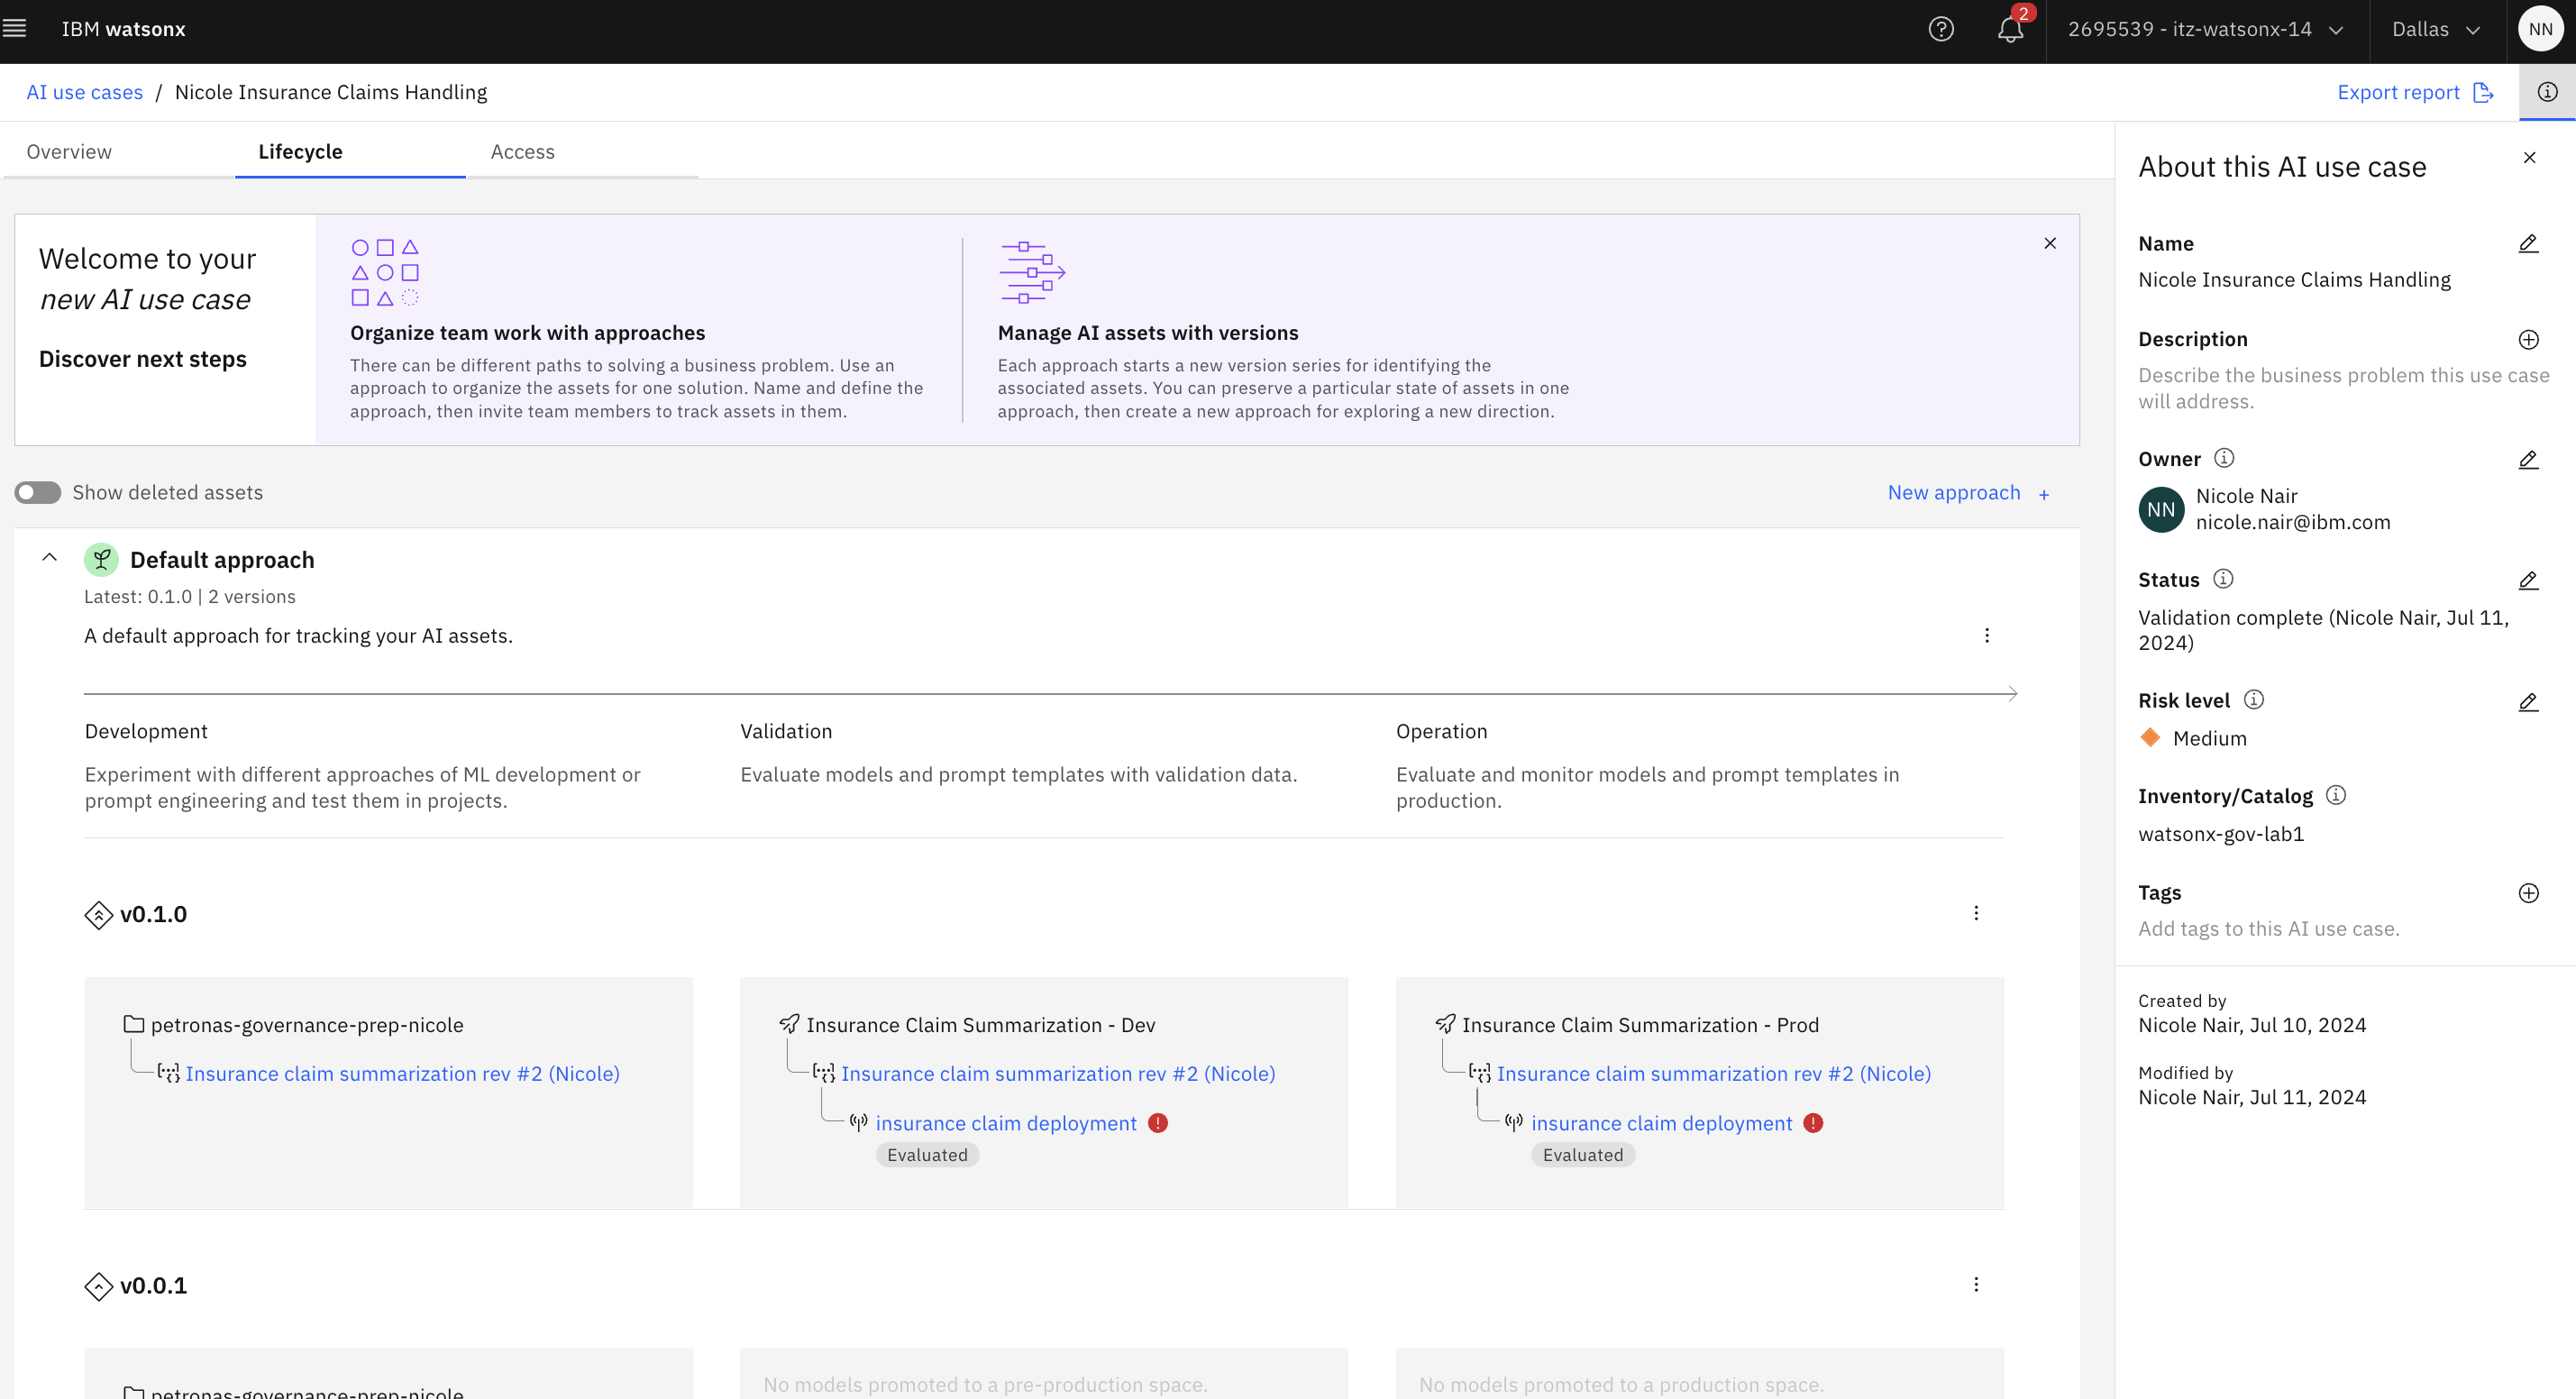 IBM watsonx
2
2695539 - itz-watsonx-14
Dallas
NN
AI use cases / Nicole Insurance Claims Handling
Export report
Overview
Lifecycle
Access
Welcome to your
new AI use case
Discover next steps
Organize team work with approaches
There can be different paths to solving a business problem. Use an
approach to organize the assets for one solution. Name and define the
approach, then invite team members to track assets in them.
Manage AI assets with versions
Each approach starts a new version series for identifying the
associated assets. You can preserve a particular state of assets in one
approach, then create a new approach for exploring a new direction.
Show deleted assets
New approach +
Default approach
Latest: 0.1.0 | 2 versions
A default approach for tracking your AI assets.
Development
Experiment with different approaches of ML development or
prompt engineering and test them in projects.
Validation
Evaluate models and prompt templates with validation data.
Operation
Evaluate and monitor models and prompt templates in
production.
v0.1.0
petronas-governance-prep-nicole
Insurance claim summarization rev #2 (Nicole)
Insurance Claim Summarization - Dev
Insurance claim summarization rev #2 (Nicole)
insurance claim deployment
Evaluated
Insurance Claim Summarization - Prod
Insurance claim summarization rev #2 (Nicole)
insurance claim deployment
Evaluated
v0.0.1
petronas-governance-prep-nicole
No models promoted to a pre-production space.
No models promoted to a production space.
About this AI use case
Name
Nicole Insurance Claims Handling
Description
Describe the business problem this use case
will address.
Owner
NN
Nicole Nair
nicole.nair@ibm.com
Status
Validation complete (Nicole Nair, Jul 11,
2024)
Risk level
Medium
Inventory/Catalog
watsonx-gov-lab1
Tags
Add tags to this AI use case.
Created by
Nicole Nair, Jul 10, 2024
Modified by
Nicole Nair, Jul 11, 2024